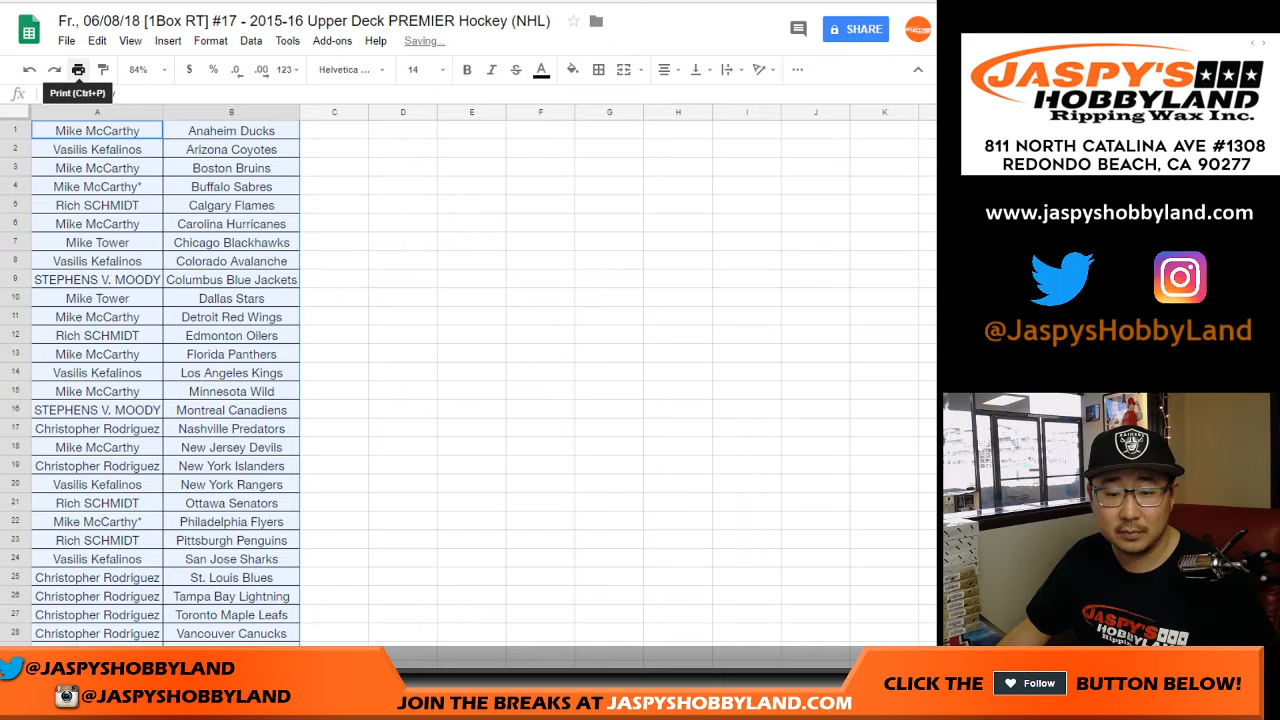 Fr., 06/08/18 [1Box RT] #17 - 2015-16 Upper Deck PREMIER Hockey (NHL)
File Edit View Insert Format Data Tools Add-ons Help Saving...
SHARE
84% $ % .0 .00 123 Helvetica ... 14 B I S A
fx
Print (Ctrl+P)
A B C D E F G H I J K
1 Mike McCarthy Anaheim Ducks
2 Vasilis Kefalinos Arizona Coyotes
3 Mike McCarthy Boston Bruins
4 Mike McCarthy* Buffalo Sabres
5 Rich SCHMIDT Calgary Flames
6 Mike McCarthy Carolina Hurricanes
7 Mike Tower Chicago Blackhawks
8 Vasilis Kefalinos Colorado Avalanche
9 STEPHENS V. MOODY Columbus Blue Jackets
10 Mike Tower Dallas Stars
11 Mike McCarthy Detroit Red Wings
12 Rich SCHMIDT Edmonton Oilers
13 Mike McCarthy Florida Panthers
14 Vasilis Kefalinos Los Angeles Kings
15 Mike McCarthy Minnesota Wild
16 STEPHENS V. MOODY Montreal Canadiens
17 Christopher Rodriguez Nashville Predators
18 Mike McCarthy New Jersey Devils
19 Christopher Rodriguez New York Islanders
20 Vasilis Kefalinos New York Rangers
21 Rich SCHMIDT Ottawa Senators
22 Mike McCarthy* Philadelphia Flyers
23 Rich SCHMIDT Pittsburgh Penguins
24 Vasilis Kefalinos San Jose Sharks
25 Christopher Rodriguez St. Louis Blues
26 Christopher Rodriguez Tampa Bay Lightning
27 Christopher Rodriguez Toronto Maple Leafs
28 Christopher Rodriguez Vancouver Canucks
JASPY'S
HOBBYLAND
Ripping Wax Inc.
811 NORTH CATALINA AVE #1308
REDONDO BEACH, CA 90277
www.jaspyshobbyland.com
@JaspysHobbyLand
RAIDERS
JASPY'S
HOBBYLAND
@JASPYSHOBBYLAND
@JASPYSHOBBYLAND
JOIN THE BREAKS AT JASPYSHOBBYLAND.COM
CLICK THE Follow BUTTON BELOW!